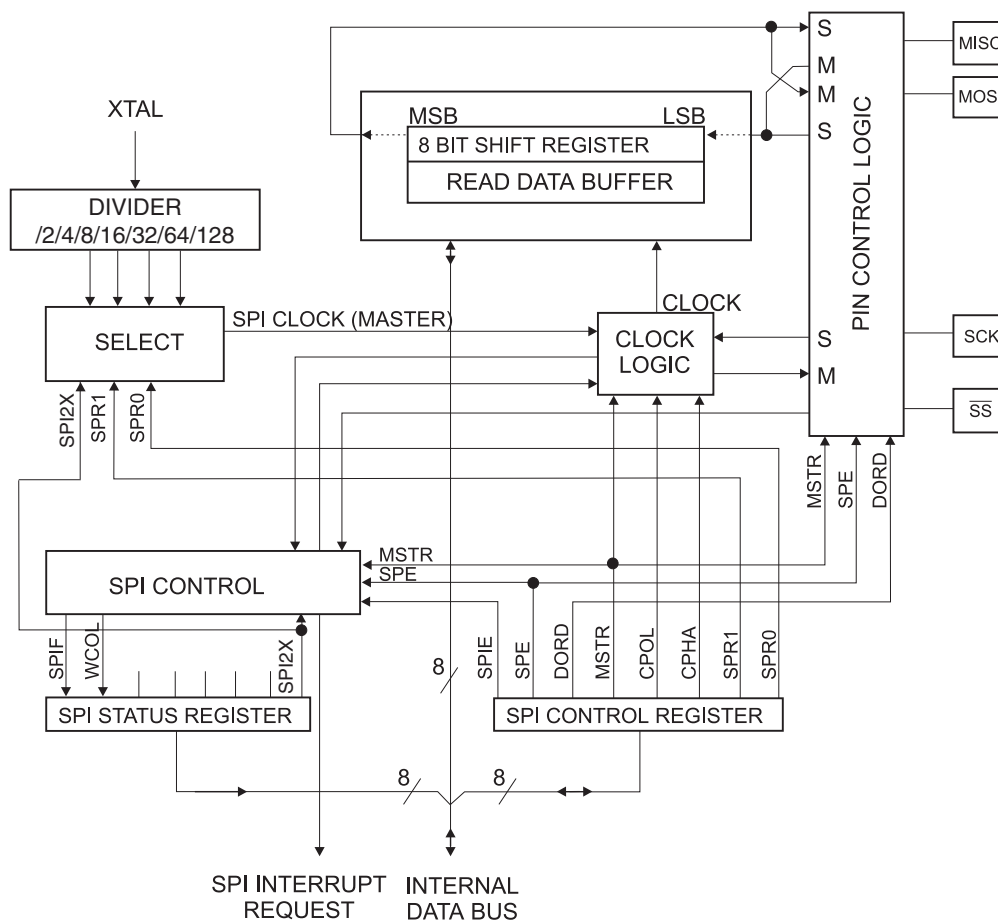 S
MISO
M
MOSI
M
S
MSB
LSB
8 BIT SHIFT REGISTER
READ DATA BUFFER
XTAL
DIVIDER
/2/4/8/16/32/64/128
PIN CONTROL LOGIC
CLOCK
SPI CLOCK (MASTER)
SELECT
CLOCK
LOGIC
S
SCK
M
SS
SPI2X
SPR1
SPR0
MSTR
SPE
DORD
MSTR
SPE
SPI CONTROL
SPIF
WCOL
SPI2X
8
SPIE
SPE
DORD
MSTR
CPOL
CPHA
SPR1
SPR0
SPI STATUS REGISTER
SPI CONTROL REGISTER
8
8
SPI INTERRUPT
REQUEST
INTERNAL
DATA BUS